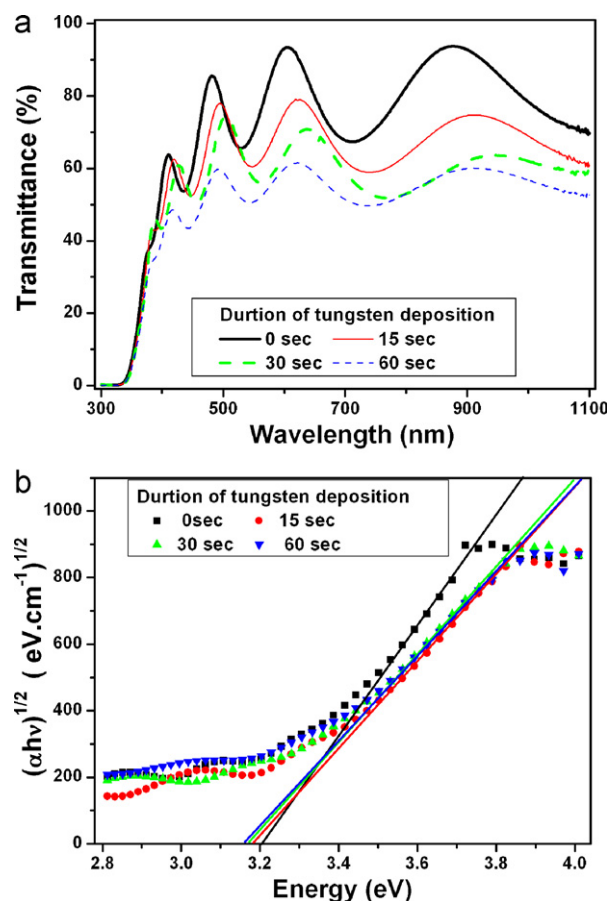 a
100
80
60
40
20
0
Transmittance (%)
Durtion of tungsten deposition
0 sec 15 sec
30 sec 60 sec
300 500 700 900 1100
Wavelength (nm)
b
1000
800
600
400
200
0
(αhν)1/2 ( eV.cm-1)1/2
Durtion of tungsten deposition
0sec 15 sec
30 sec 60 sec
2.8 3.0 3.2 3.4 3.6 3.8 4.0
Energy (eV)